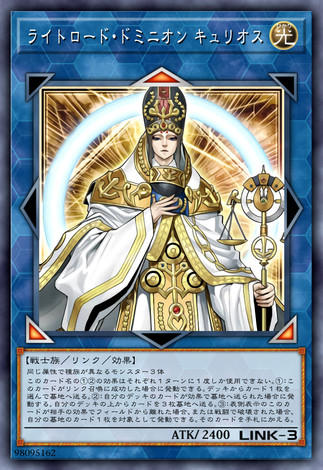 ライトロード・ドミニオン キュリオス
光
【戦士族／リンク／効果】
同じ属性で種族が異なるモンスター３体
このカード名の①②の効果はそれぞれ１ターンに１度しか使用できない。①：こ
のカードがリンク召喚に成功した場合に発動できる。デッキからカード１枚を
選んで墓地へ送る。②：自分のデッキのカードが効果で墓地へ送られた場合に発
動する。自分のデッキの上からカードを３枚墓地へ送る。③：表側表示のこのカ
ードが相手の効果でフィールドから離れた場合、または戦闘で破壊された場合、
自分の墓地のカード１枚を対象として発動できる。そのカードを手札に加える。
ATK/ 2400 LINK-3
98095162